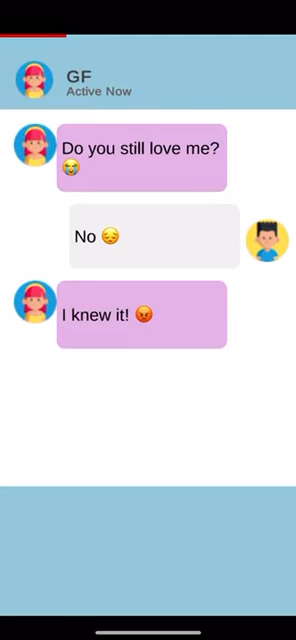 GF
Active Now
Do you still love me?
😭
No 😔
I knew it! 😡